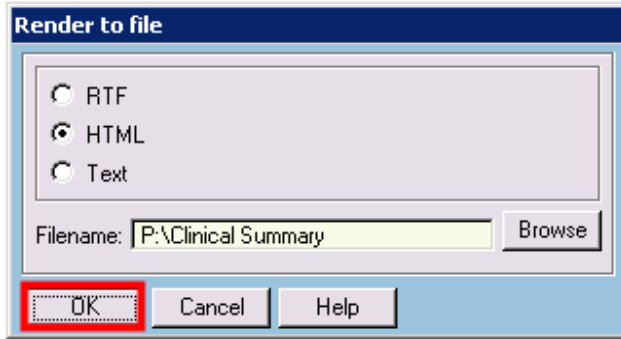 Render to file
RTF
HTML
Text
Filename: P:\Clinical Summary Browse
OK Cancel Help